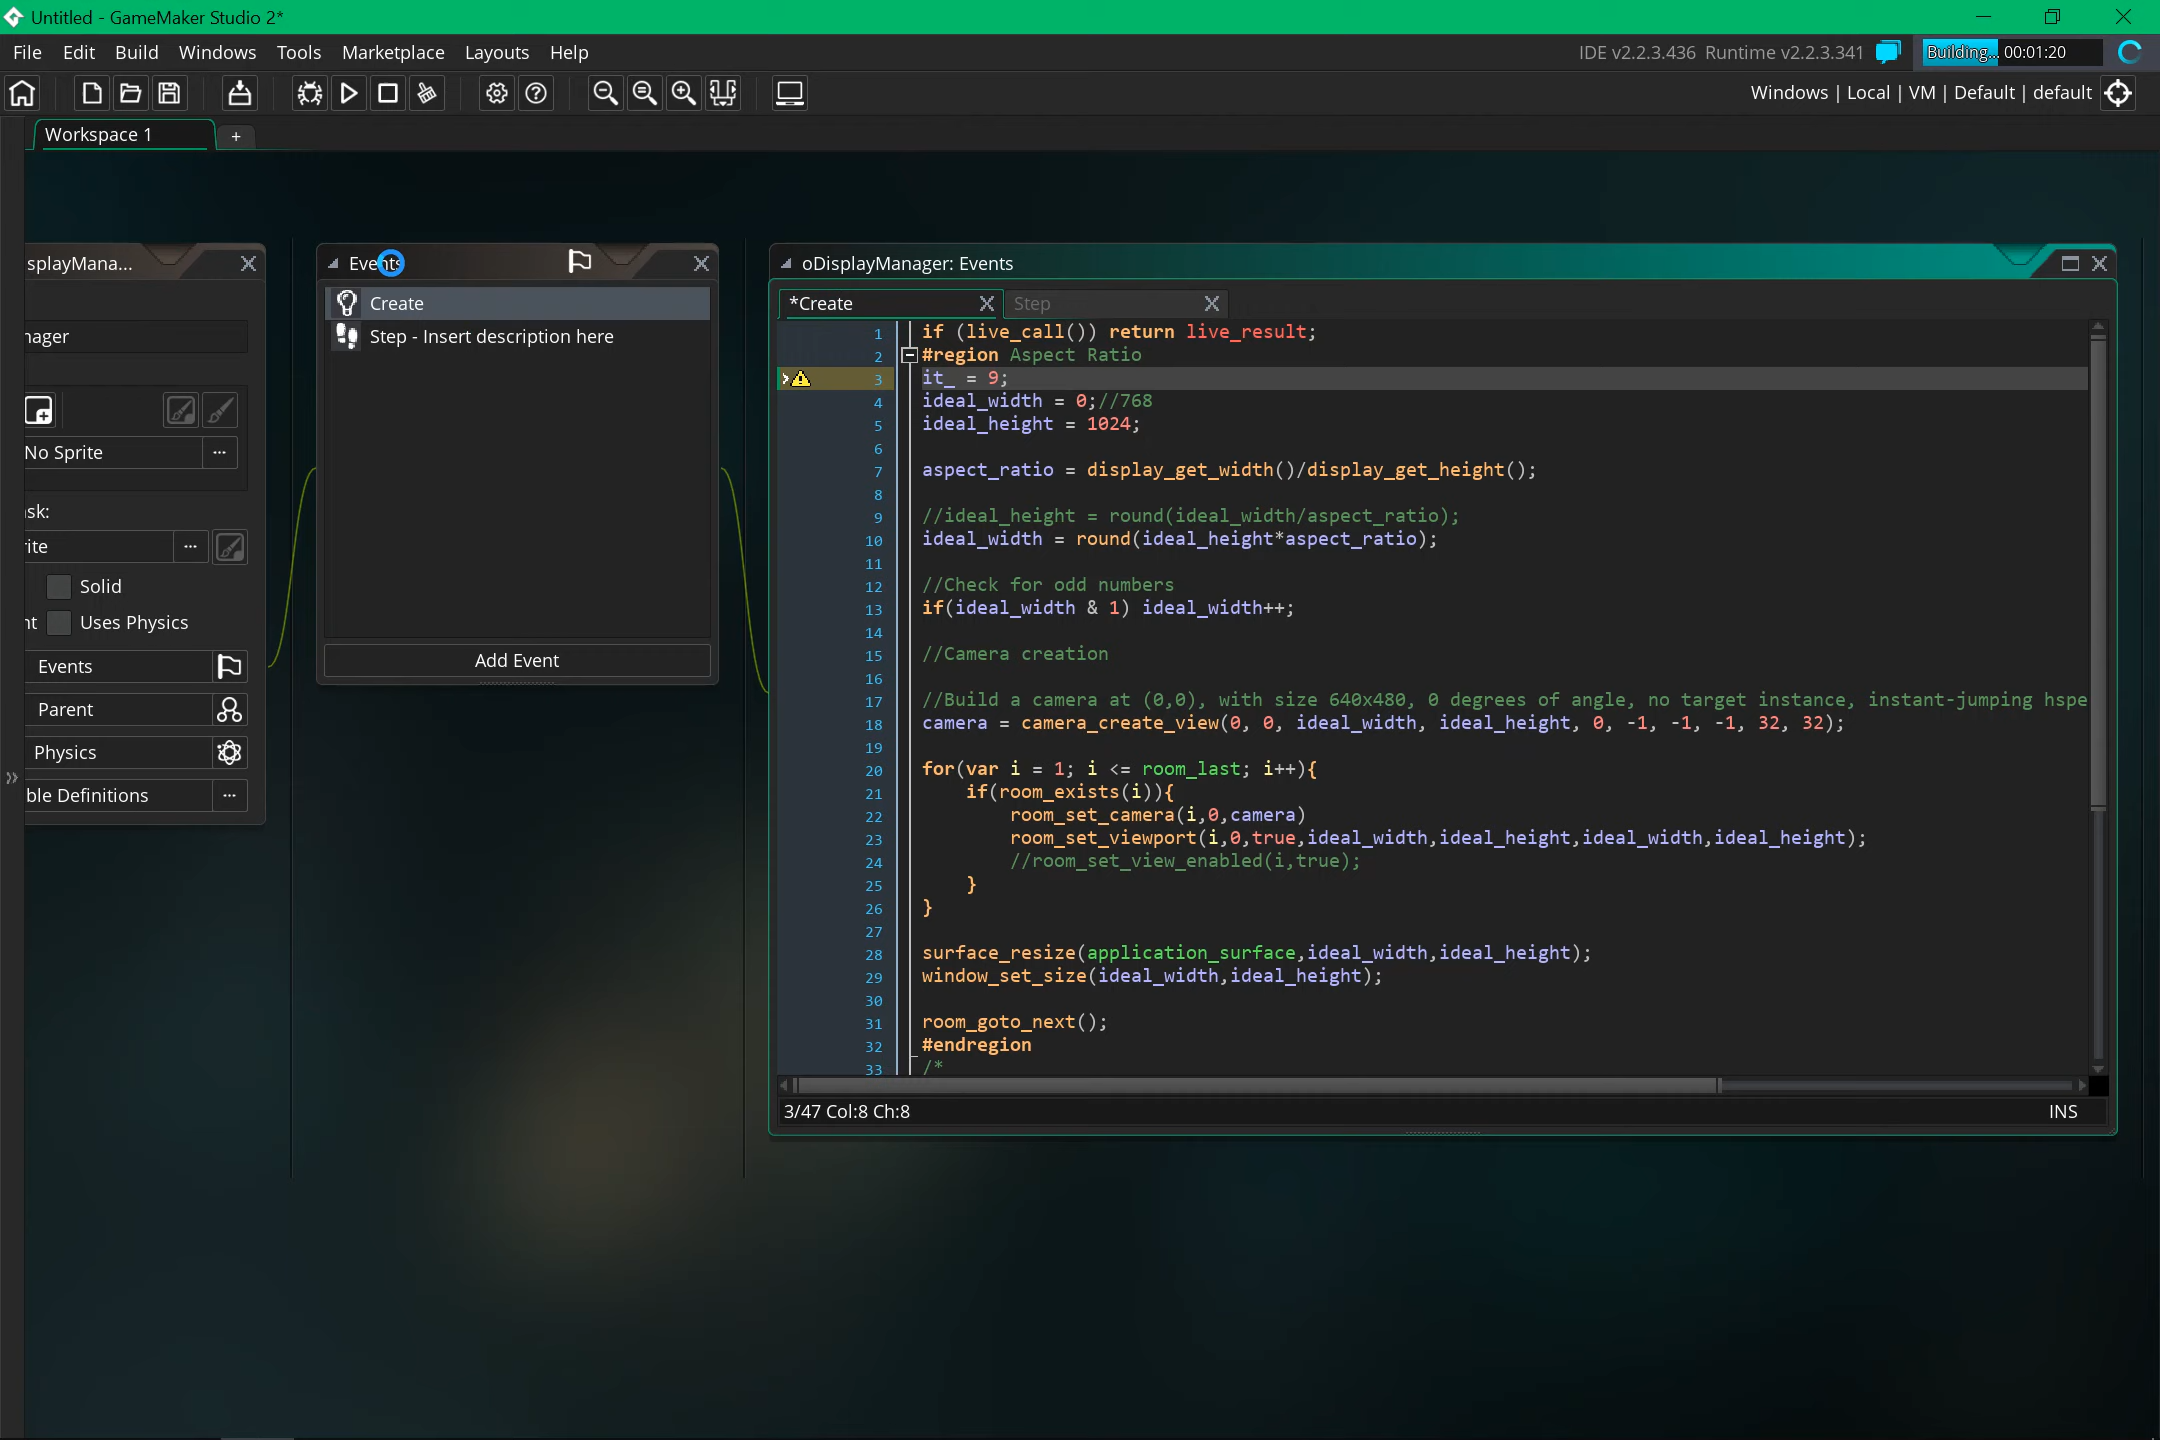 Untitled - GameMaker Studio 2*
File Edit Build Windows Tools Marketplace Layouts Help
IDE v2.2.3.436 Runtime v2.2.3.341
Building... 00:01:20
Windows | Local | VM | Default | default
Workspace 1
+
splayMana...
nager
No Sprite
...
ask:
rite
...
Solid
nt
Uses Physics
Events
Parent
Physics
ble Definitions
...
Events
Create
Step - Insert description here
Add Event
oDisplayManager: Events
*Create
Step
1 if (live_call()) return live_result;
2 #region Aspect Ratio
3 it_ = 9;
4 ideal_width = 0;//768
5 ideal_height = 1024;
6
7 aspect_ratio = display_get_width()/display_get_height();
8
9 //ideal_height = round(ideal_width/aspect_ratio);
10 ideal_width = round(ideal_height*aspect_ratio);
11
12 //Check for odd numbers
13 if(ideal_width & 1) ideal_width++;
14
15 //Camera creation
16
17 //Build a camera at (0,0), with size 640x480, 0 degrees of angle, no target instance, instant-jumping hspe
18 camera = camera_create_view(0, 0, ideal_width, ideal_height, 0, -1, -1, -1, 32, 32);
19
20 for(var i = 1; i <= room_last; i++){
21 if(room_exists(i)){
22 room_set_camera(i,0,camera)
23 room_set_viewport(i,0,true,ideal_width,ideal_height,ideal_width,ideal_height);
24 //room_set_view_enabled(i,true);
25 }
26 }
27
28 surface_resize(application_surface,ideal_width,ideal_height);
29 window_set_size(ideal_width,ideal_height);
30
31 room_goto_next();
32 #endregion
33 /*
3/47 Col:8 Ch:8
INS